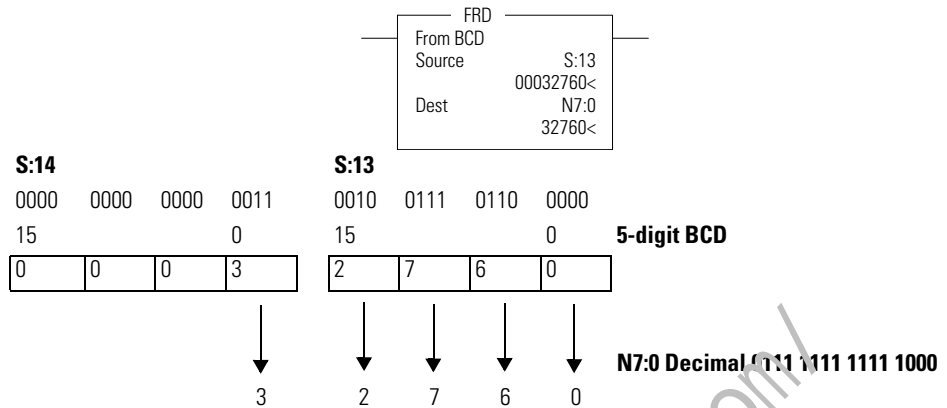 FRD
From BCD
Source S:13
00032760<
Dest N7:0
32760<
S:14 S:13
0000 0000 0000 0011 0010 0111 0110 0000
15 0 15 0 5-digit BCD
0 0 0 3 2 7 6 0
N7:0 Decimal 0111 1111 1111 1000
3 2 7 6 0
com/